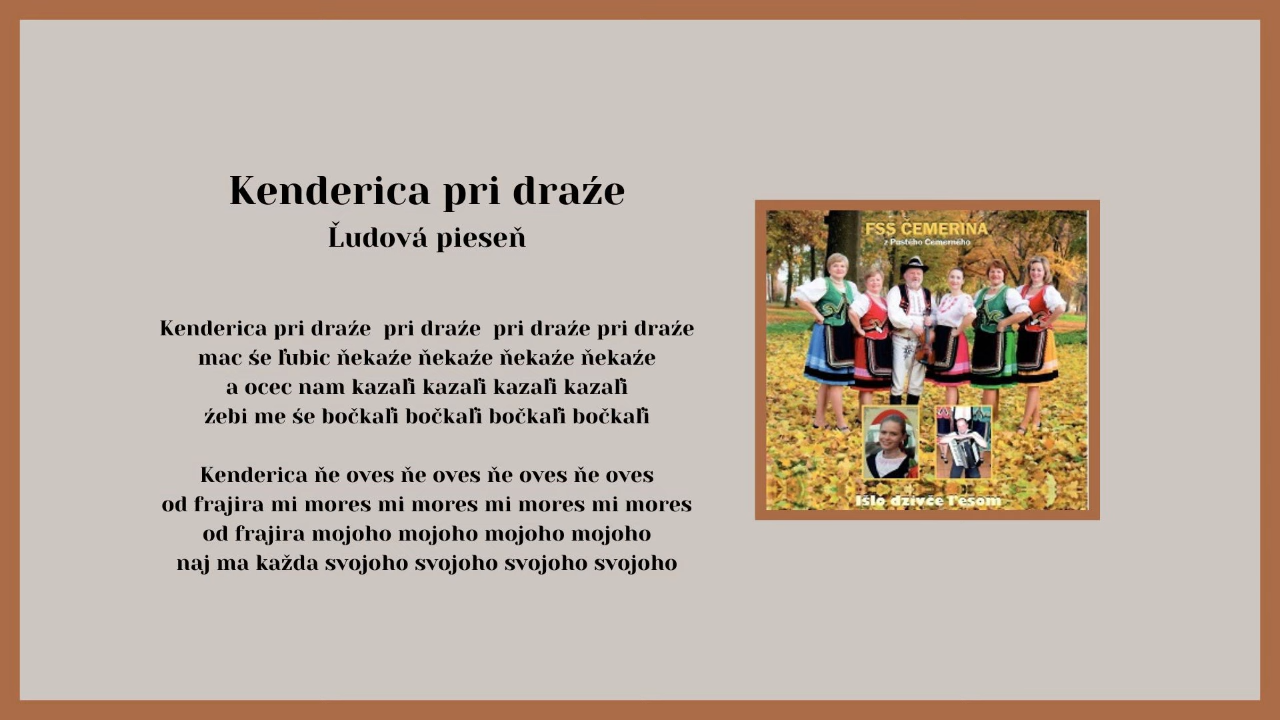 Kenderica pri draźe
Ľudová pieseň
Kenderica pri draźe pri draźe pri draźe pri draźe
mac śe ľubic ňekaźe ňekaźe ňekaźe ňekaźe
a ocec nam kazaľi kazaľi kazaľi kazaľi
źebi me śe bočkaľi bočkaľi bočkaľi bočkaľi
Kenderica ňe oves ňe oves ňe oves ňe oves
od frajira mi mores mi mores mi mores mi mores
od frajira mojoho mojoho mojoho mojoho
naj ma každa svojoho svojoho svojoho svojoho
FSS ČEMERINA
z Pustého Čemerného
Išlo dzivče ľesom